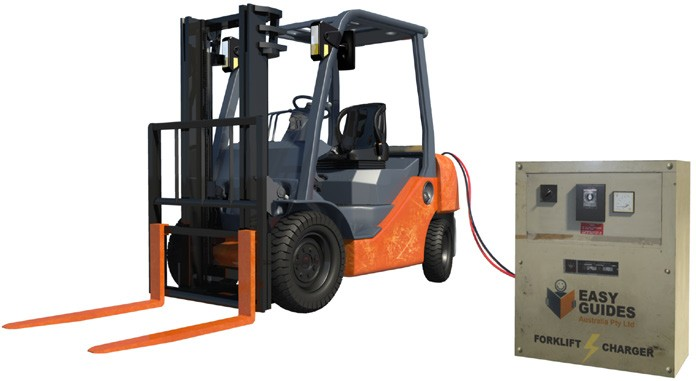 EASY
GUIDES
Australia Pty Ltd
FORKLIFT CHARGER